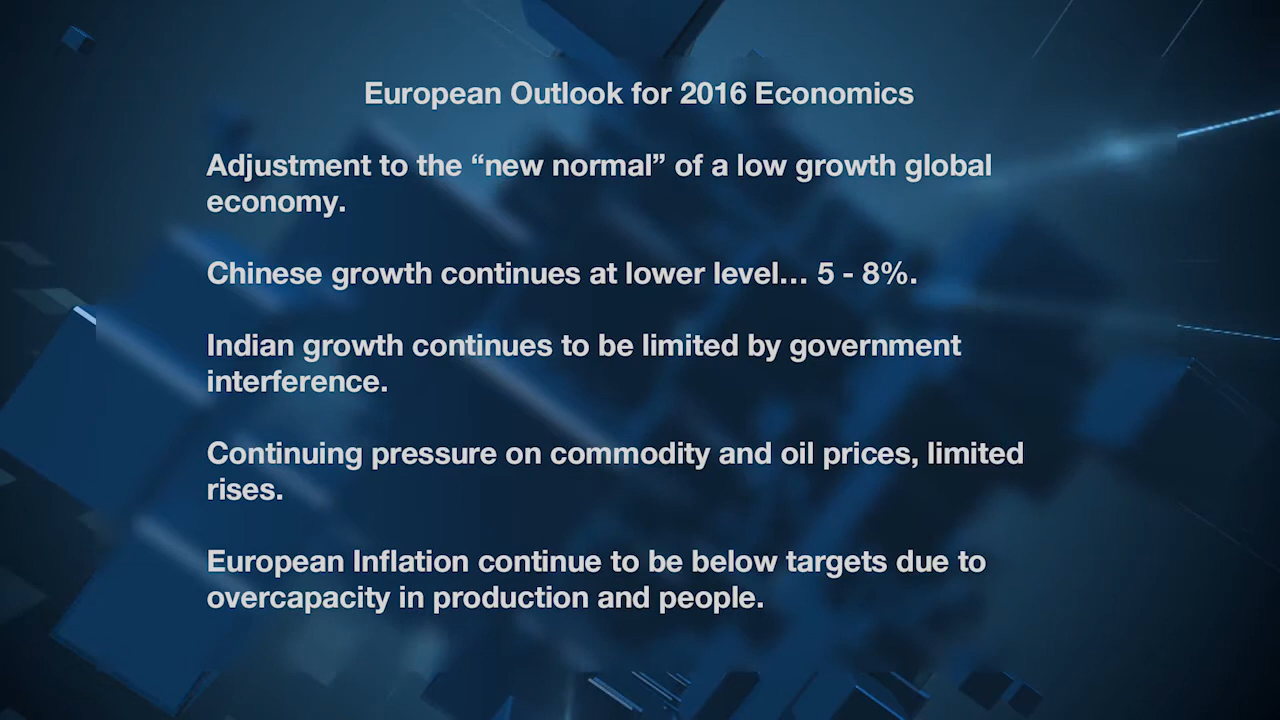 European Outlook for 2016 Economics
Adjustment to the “new normal” of a low growth global
economy.
Chinese growth continues at lower level… 5 - 8%.
Indian growth continues to be limited by government
interference.
Continuing pressure on commodity and oil prices, limited
rises.
European Inflation continue to be below targets due to
overcapacity in production and people.